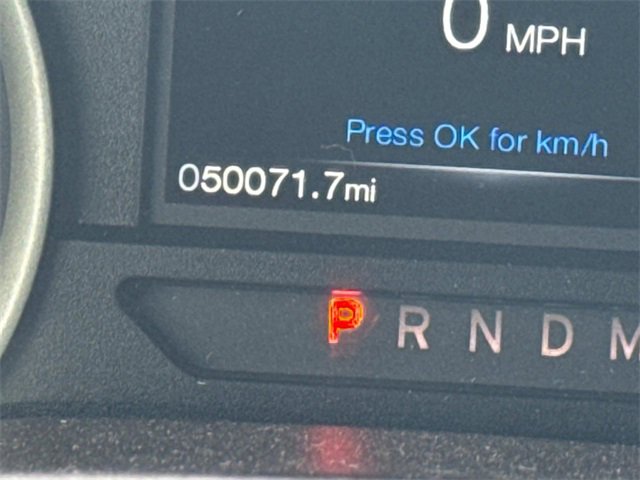 0 MPH
Press OK for km/h
050071.7mi
P R N D M